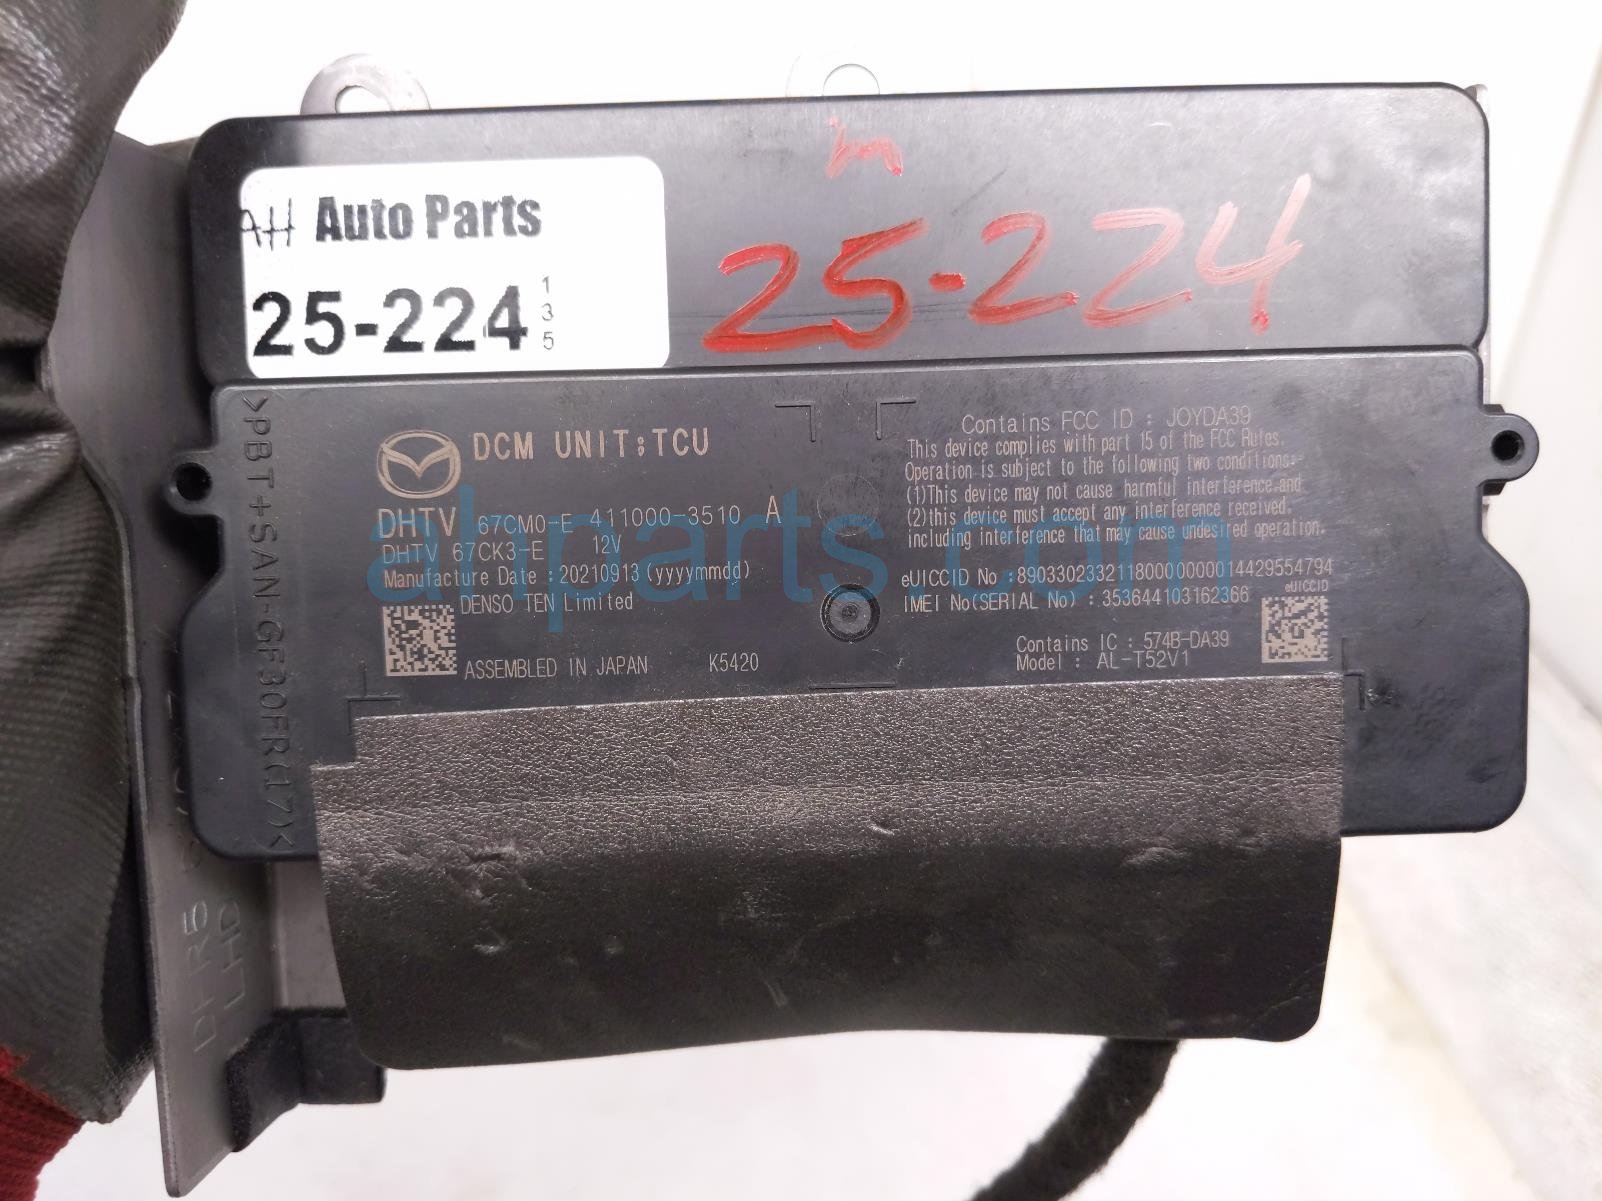 AH Auto Parts
25-224
1
3
5
m
25-224
>PBT+SAN-GF30FR(17)<
DCM UNIT;TCU
DHTV 67CM0-E 411000-3510 A
DHTV 67CK3-E 12V
Manufacture Date :20210913(yyyymmdd)
DENSO TEN Limited
ASSEMBLED IN JAPAN K5420
Contains FCC ID : JOYDA39
This device complies with part 15 of the FCC Rules.
Operation is subject to the following two conditions:
(1)This device may not cause harmful interference.and
(2)this device must accept any interference received,
including interference that may cause undesired operation.
eUICCID No :89033023321180000000014429554794
eUICCID
IMEI No(SERIAL No) : 353644103162366
Contains IC : 574B-DA39
Model : AL-T52V1
ahparts.com
DFR5
LHD